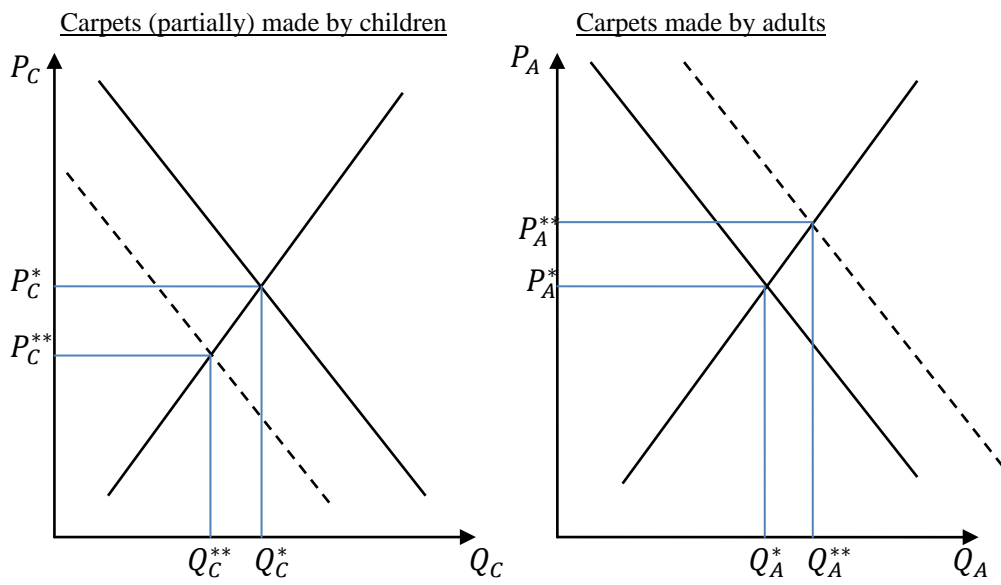 Carpets (partially) made by children
Carpets made by adults
P_C
P_A
P_A^{**}
P_C^*
P_A^*
P_C^{**}
Q_C^{**} Q_C^* Q_C
Q_A^* Q_A^{**} Q_A